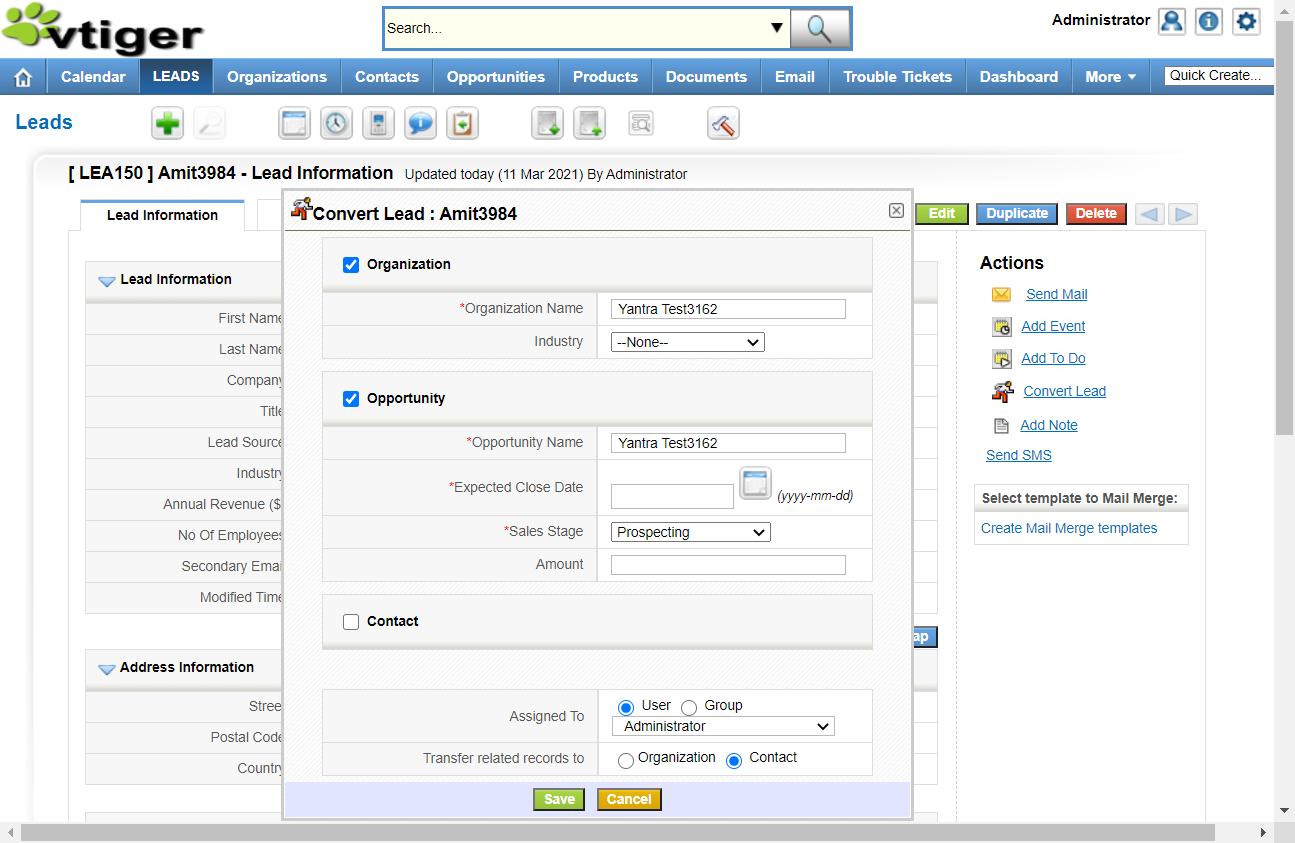 vtiger
Search...
Administrator
Calendar LEADS Organizations Contacts Opportunities Products Documents Email Trouble Tickets Dashboard More Quick Create...
Leads
[ LEA150 ] Amit3984 - Lead Information Updated today (11 Mar 2021) By Administrator
Lead Information
Convert Lead : Amit3984
Edit Duplicate Delete
Lead Information
First Name
Last Name
Company
Title
Lead Source
Industry
Annual Revenue ($
No Of Employees
Secondary Email
Modified Time
Address Information
Street
Postal Code
Country
Organization
*Organization Name Yantra Test3162
Industry --None--
Opportunity
*Opportunity Name Yantra Test3162
*Expected Close Date (yyyy-mm-dd)
*Sales Stage Prospecting
Amount
Contact
Assigned To User Group
Administrator
Transfer related records to Organization Contact
Save Cancel
ap
Actions
Send Mail
Add Event
Add To Do
Convert Lead
Add Note
Send SMS
Select template to Mail Merge:
Create Mail Merge templates